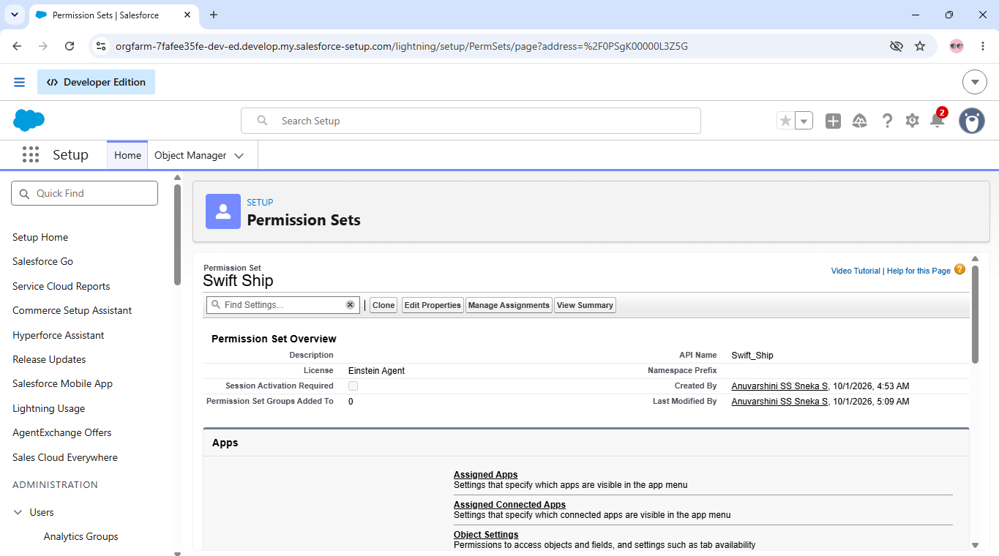 Permission Sets | Salesforce
orgfarm-7fafee35fe-dev-ed.develop.my.salesforce-setup.com/lightning/setup/PermSets/page?address=%2F0PSgK00000L3Z5G
Developer Edition
Search Setup
2
Setup
Home
Object Manager
Quick Find
Setup Home
Salesforce Go
Service Cloud Reports
Commerce Setup Assistant
Hyperforce Assistant
Release Updates
Salesforce Mobile App
Lightning Usage
AgentExchange Offers
Sales Cloud Everywhere
ADMINISTRATION
Users
Analytics Groups
SETUP
Permission Sets
Permission Set
Swift Ship
Video Tutorial | Help for this Page
Find Settings... | Clone Edit Properties Manage Assignments View Summary
Permission Set Overview
Description API Name Swift_Ship
License Einstein Agent Namespace Prefix
Session Activation Required Created By Anuvarshini SS Sneka S, 10/1/2026, 4:53 AM
Permission Set Groups Added To 0 Last Modified By Anuvarshini SS Sneka S, 10/1/2026, 5:09 AM
Apps
Assigned Apps
Settings that specify which apps are visible in the app menu
Assigned Connected Apps
Settings that specify which connected apps are visible in the app menu
Object Settings
Permissions to access objects and fields, and settings such as tab availability